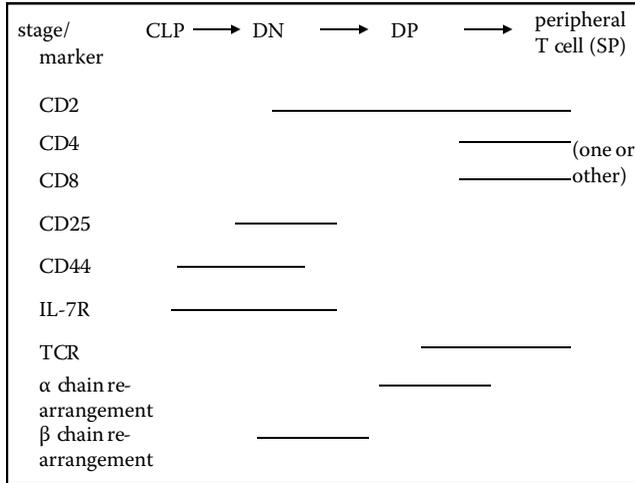 stage/
marker
CLP DN DP peripheral
T cell (SP)
CD2
CD4
(one or
CD8
other)
CD25
CD44
IL-7R
TCR
α chain re-
arrangement
β chain re-
arrangement